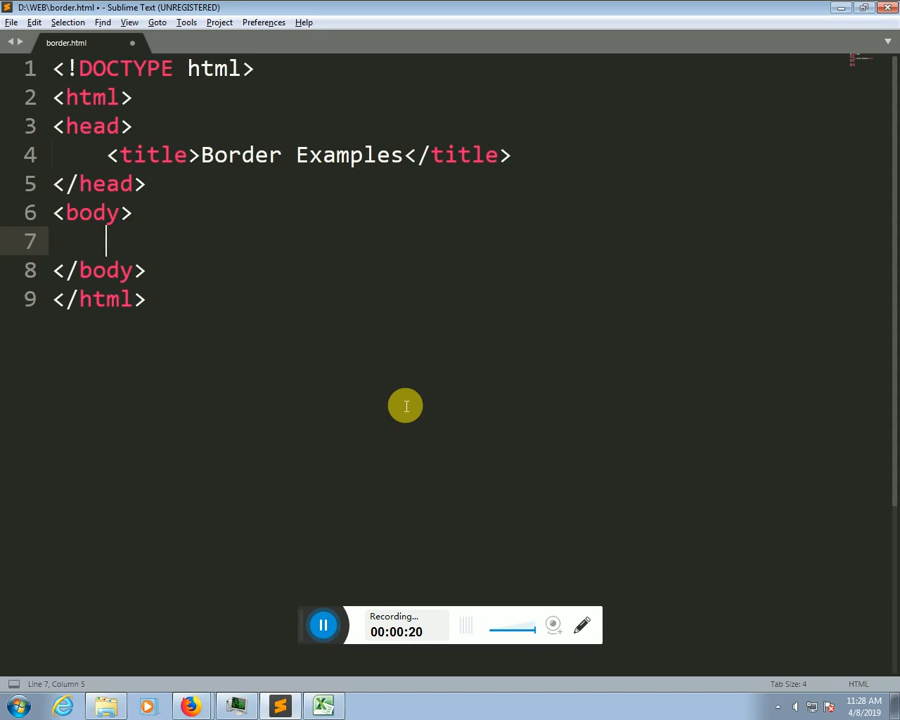 D:\WEB\border.html • - Sublime Text (UNREGISTERED)
File Edit Selection Find View Goto Tools Project Preferences Help
border.html
1 <!DOCTYPE html>
2 <html>
3 <head>
4 <title>Border Examples</title>
5 </head>
6 <body>
7
8 </body>
9 </html>
Recording...
00:00:20
Line 7, Column 5 Tab Size: 4 HTML
11:28 AM
4/8/2019